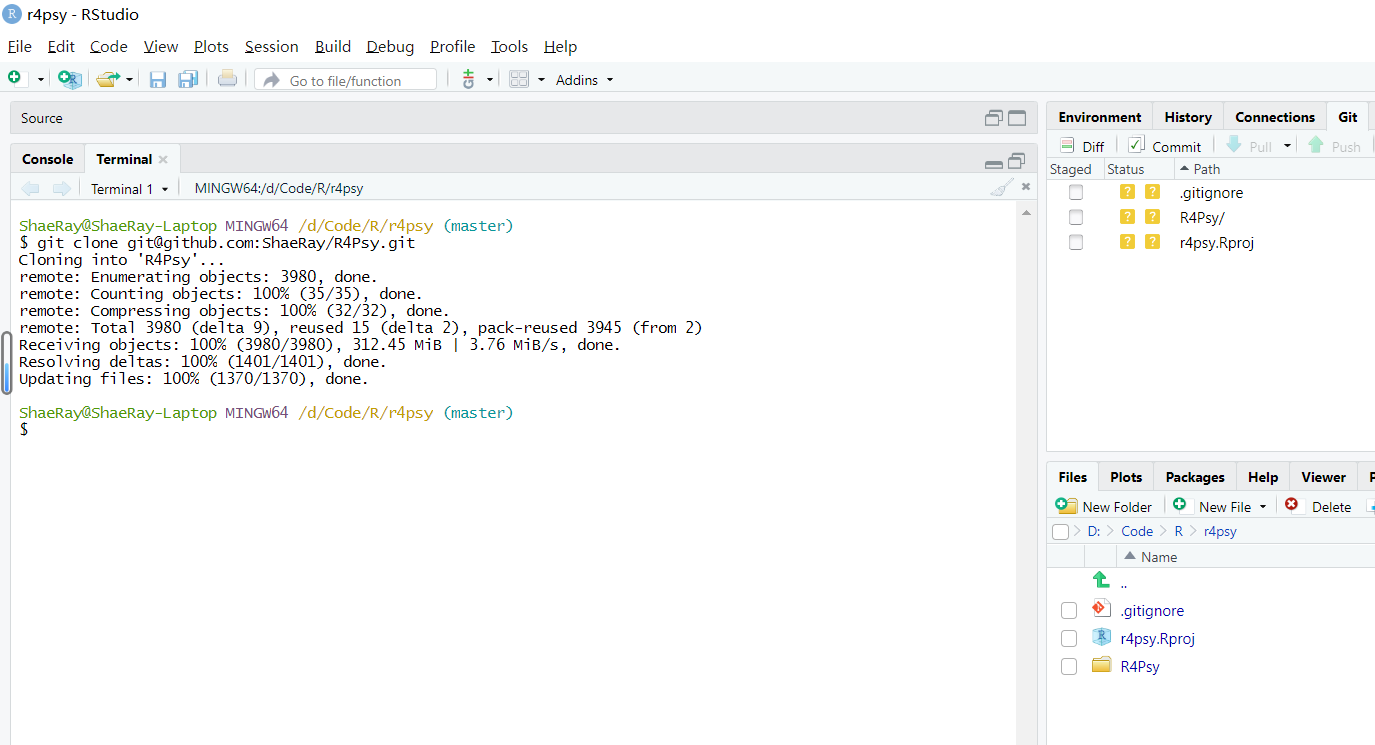 R r4psy - RStudio
File Edit Code View Plots Session Build Debug Profile Tools Help
Go to file/function Addins
Source
Console Terminal
Terminal 1 MINGW64:/d/Code/R/r4psy
ShaeRay@ShaeRay-Laptop MINGW64 /d/Code/R/r4psy (master)
$ git clone git@github.com:ShaeRay/R4Psy.git
Cloning into 'R4Psy'...
remote: Enumerating objects: 3980, done.
remote: Counting objects: 100% (35/35), done.
remote: Compressing objects: 100% (32/32), done.
remote: Total 3980 (delta 9), reused 15 (delta 2), pack-reused 3945 (from 2)
Receiving objects: 100% (3980/3980), 312.45 MiB | 3.76 MiB/s, done.
Resolving deltas: 100% (1401/1401), done.
Updating files: 100% (1370/1370), done.
ShaeRay@ShaeRay-Laptop MINGW64 /d/Code/R/r4psy (master)
$
Environment History Connections Git
Diff Commit Pull Push
Staged Status Path
? ? .gitignore
? ? R4Psy/
? ? r4psy.Rproj
Files Plots Packages Help Viewer P
New Folder New File Delete
D: Code R r4psy
Name
..
.gitignore
r4psy.Rproj
R4Psy